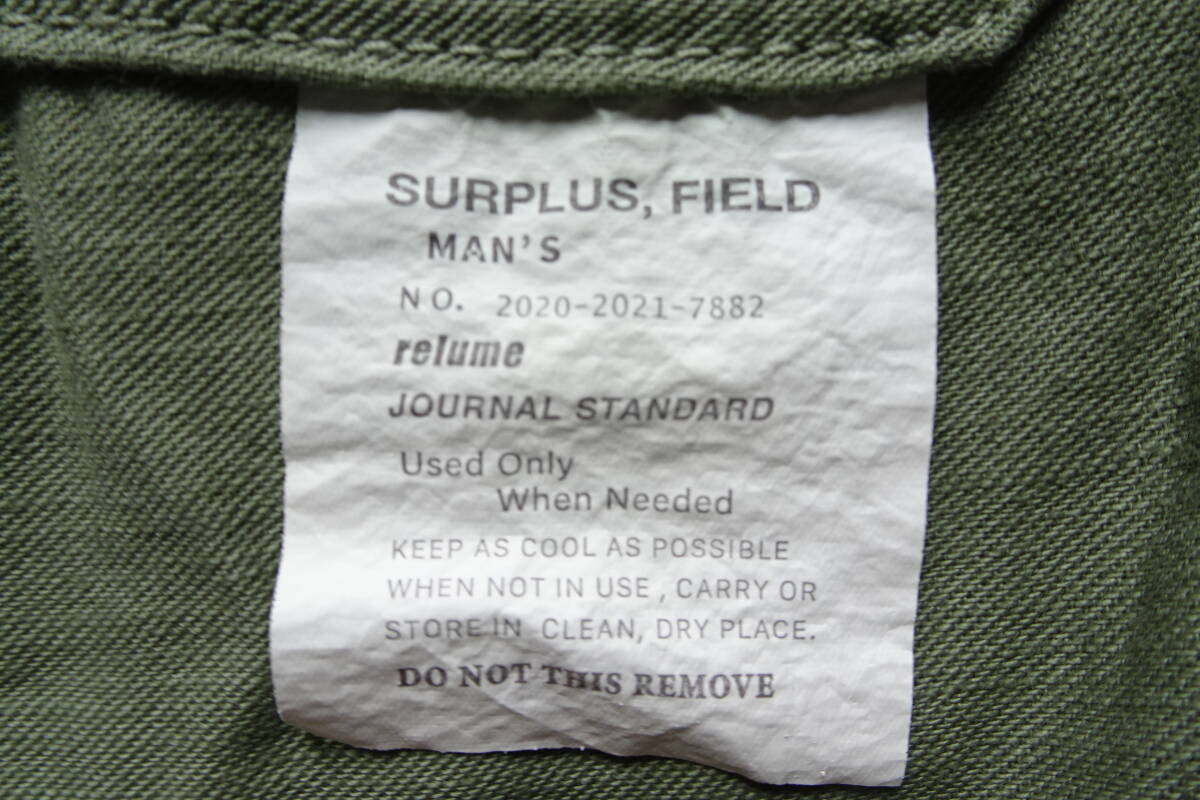 SURPLUS, FIELD
MAN'S
NO. 2020-2021-7882
relume
JOURNAL STANDARD
Used Only
When Needed
KEEP AS COOL AS POSSIBLE
WHEN NOT IN USE , CARRY OR
STORE IN CLEAN, DRY PLACE.
DO NOT THIS REMOVE